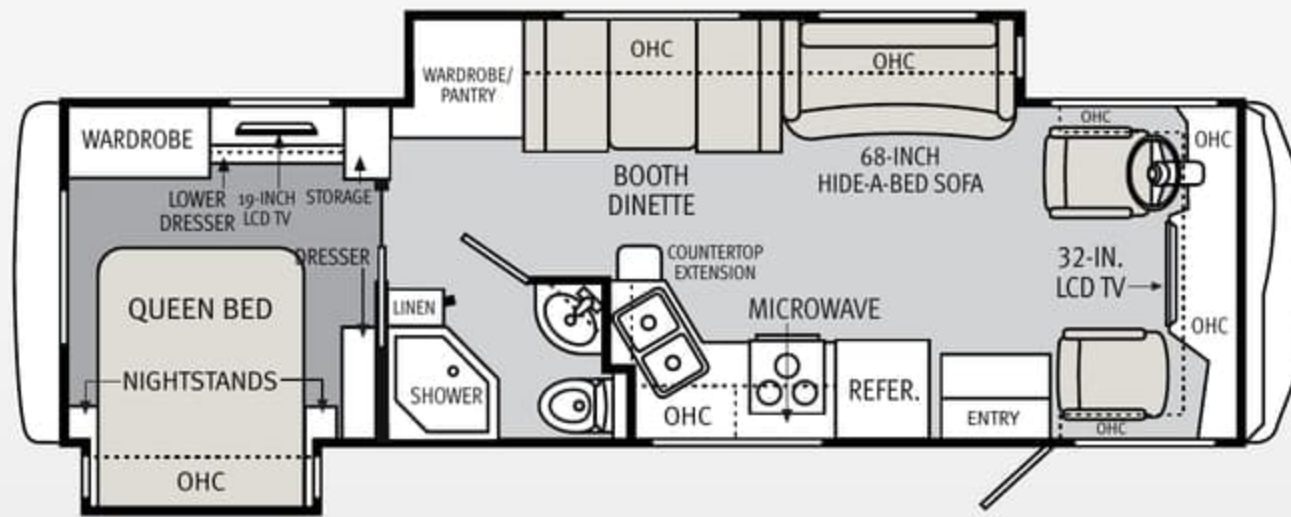 WARDROBE/
PANTRY
OHC
OHC
WARDROBE
LOWER
DRESSER
19-INCH
LCD TV
STORAGE
BOOTH
DINETTE
68-INCH
HIDE-A-BED SOFA
OHC
OHC
DRESSER
COUNTERTOP
EXTENSION
32-IN.
LCD TV
QUEEN BED
LINEN
MICROWAVE
OHC
NIGHTSTANDS
SHOWER
OHC
REFER.
ENTRY
OHC
OHC